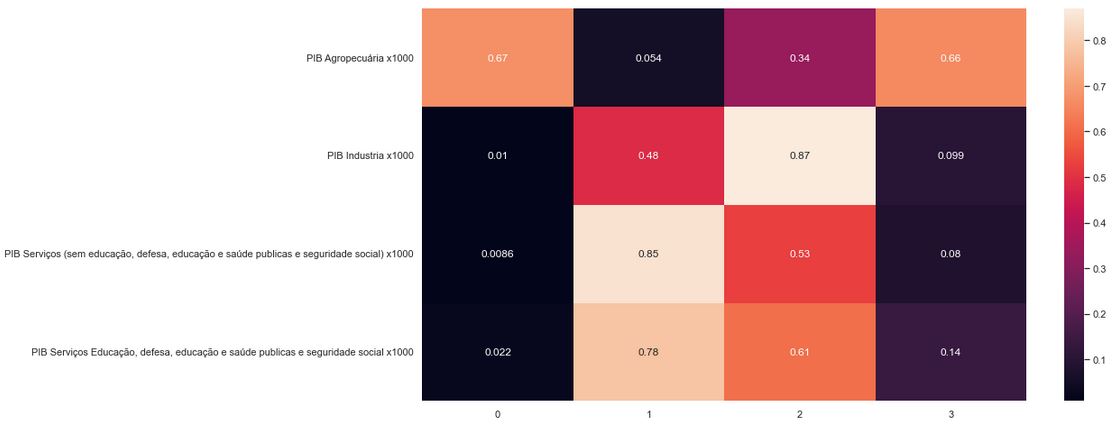 PIB Agropecuária x1000 0.67 0.054 0.34 0.66
PIB Industria x1000 0.01 0.48 0.87 0.099
PIB Serviços (sem educação, defesa, educação e saúde publicas e seguridade social) x1000 0.0086 0.85 0.53 0.08
PIB Serviços Educação, defesa, educação e saúde publicas e seguridade social x1000 0.022 0.78 0.61 0.14
0 1 2 3
0.8
0.7
0.6
0.5
0.4
0.3
0.2
0.1